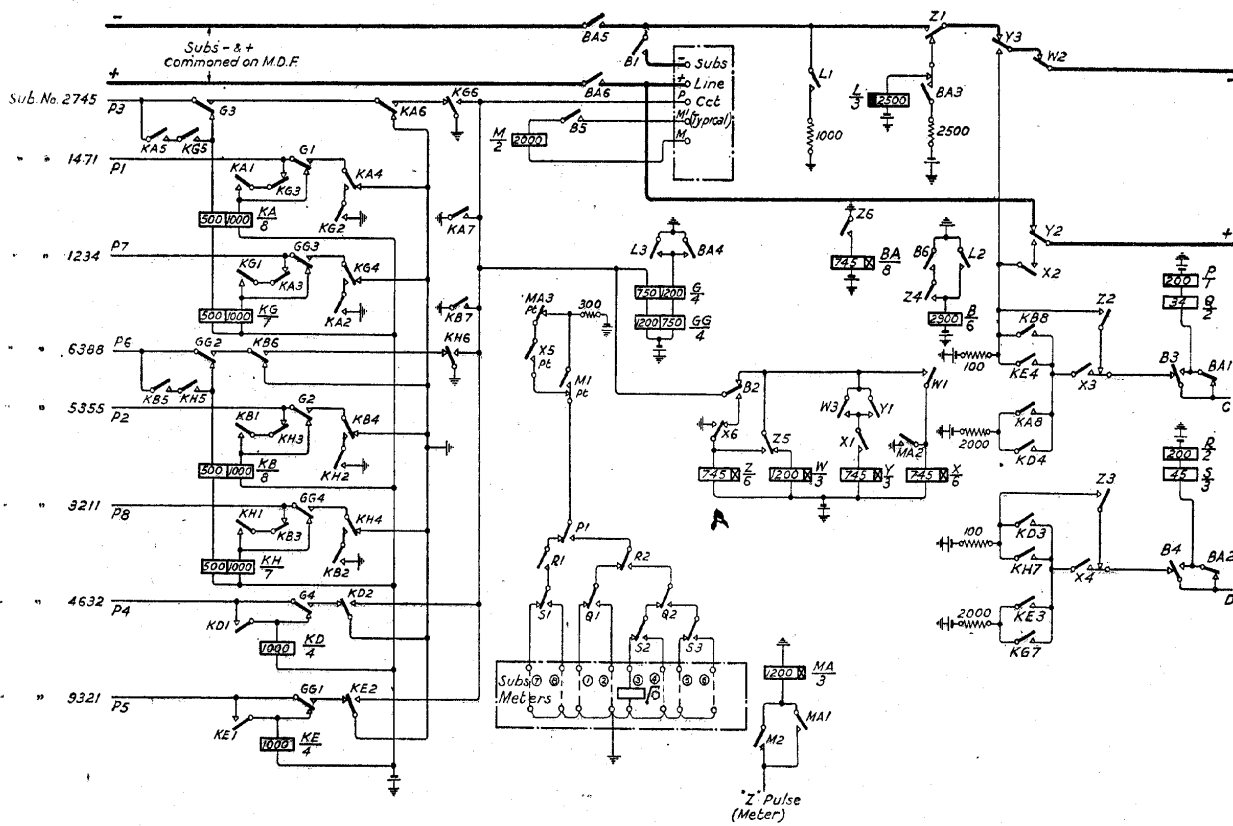 −
Subs − & +
commoned on M.D.F.
+
BA5
B1
BA6
Z1
Y3
W2
−
− Subs
+ Line
P Cct
M¹ (Typical)
M
L1
1000
L/3
2500
BA3
2500
Sub. No. 2745
P3
G3
KA6
KG6
KA5
KG5
M/2
2000
B5
" " 1471
P1
KA1
KG3
G1
KA4
KG2
500 1000
KA/8
KA7
" " 1234
P7
KG1
KA3
GG3
KG4
KA2
500 1000
KG/7
KB7
" " 6388
P6
GG2
KB6
KH6
KB5
KH5
" " 5355
P2
KB1
KH3
G2
KB4
KH2
500 1000
KB/8
" " 3211
P8
KH1
KB3
GG4
KH4
KB2
500 1000
KH/7
" " 4632
P4
KD1
G4
KD2
1000
KD/4
" " 9321
P5
KE1
GG1
KE2
1000
KE/4
L3
BA4
750 1200
G/4
1200 750
GG/4
MA3
pt
300
X5
pt
M1
pt
Z6
745
BA/8
B6
L2
Z4
2900
B/6
Y2
X2
+
200
P/1
34
Q/2
Z2
KB8
100
KE4
X3
B3
BA1
C
2000
KA8
KD4
B2
X6
Z5
W3
Y1
X1
W1
MA2
745
Z/6
1200
W/3
745
Y/3
745
X/6
A
200
R/2
45
S/3
Z3
100
KD3
KH7
X4
B4
BA2
D
2000
KE3
KG7
P1
R1
R2
S1
Q1
Q2
S2
S3
Subs.
Meters
7 8 1 2 3 4 5 6
1200
MA/3
M2
MA1
"Z" Pulse
(Meter)